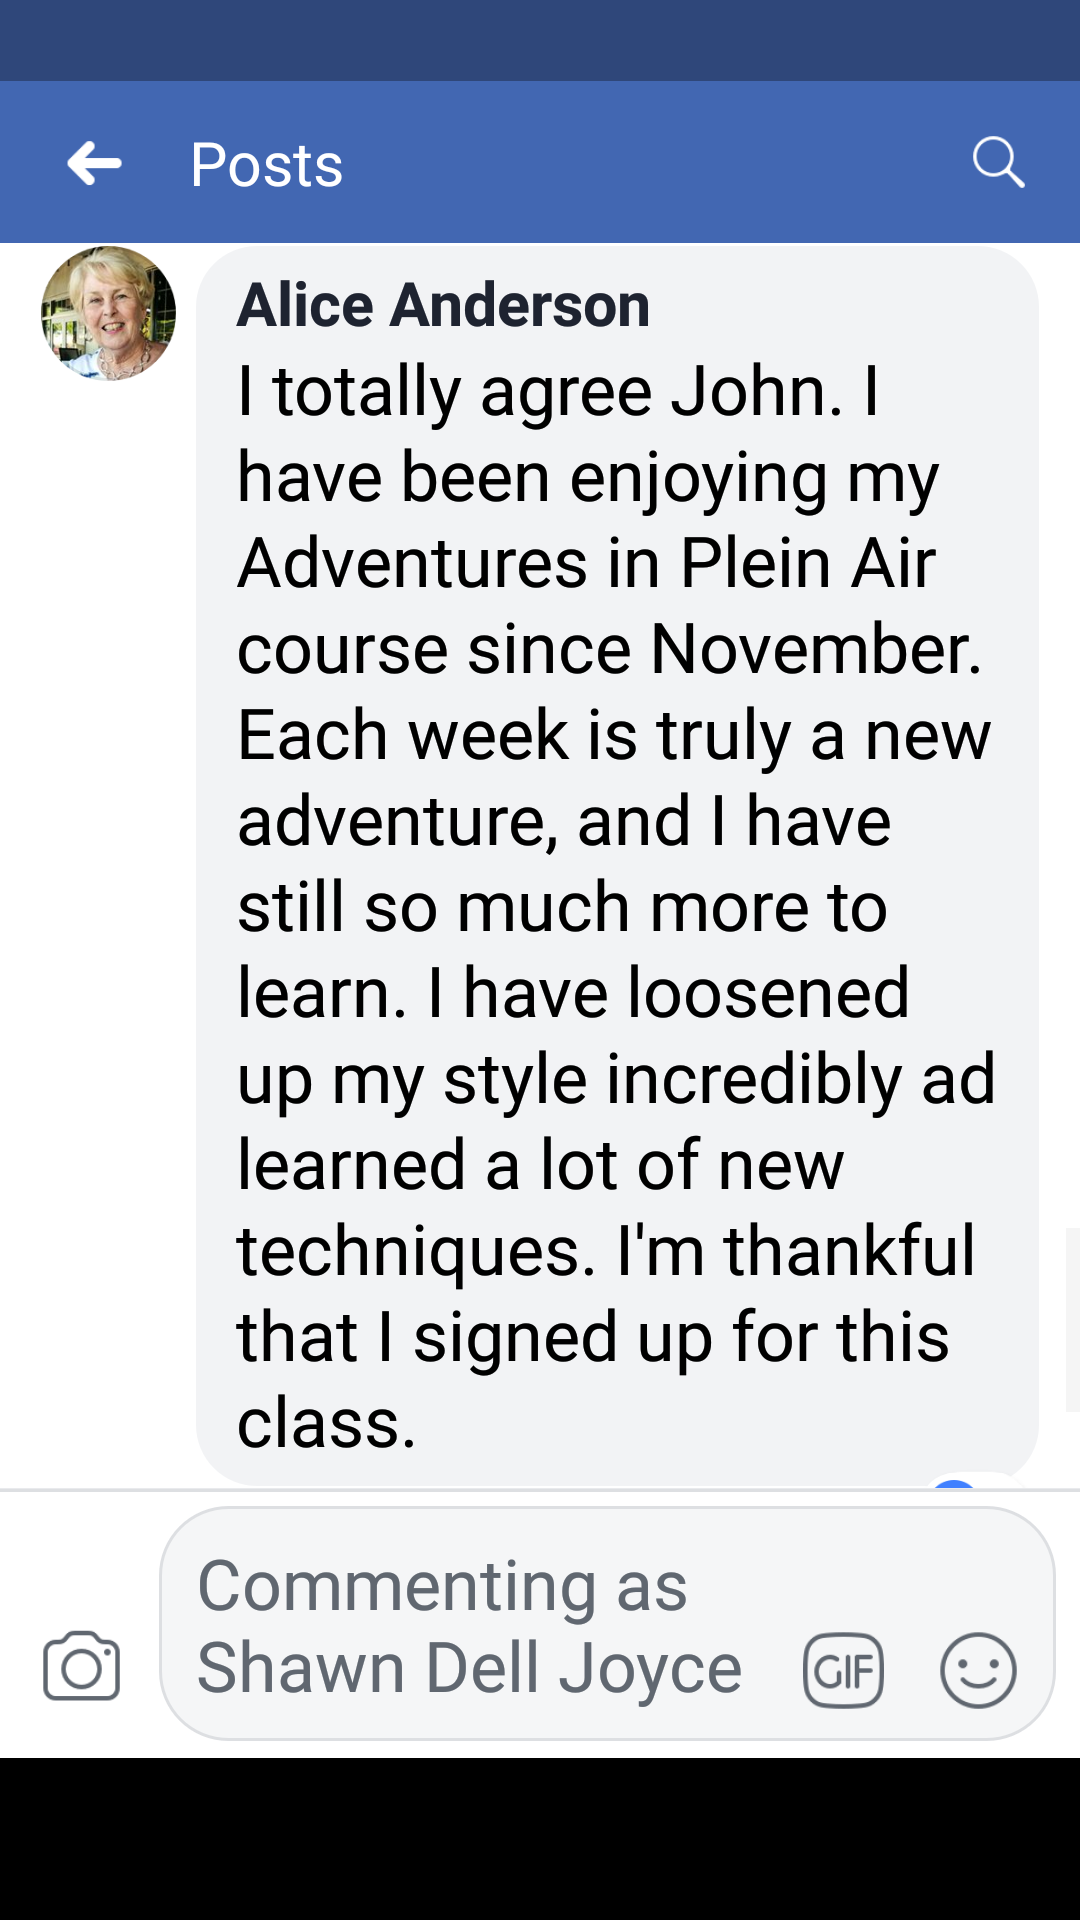 Posts
Alice Anderson
I totally agree John. I
have been enjoying my
Adventures in Plein Air
course since November.
Each week is truly a new
adventure, and I have
still so much more to
learn. I have loosened
up my style incredibly ad
learned a lot of new
techniques. I'm thankful
that I signed up for this
class.
Commenting as
Shawn Dell Joyce
GIF